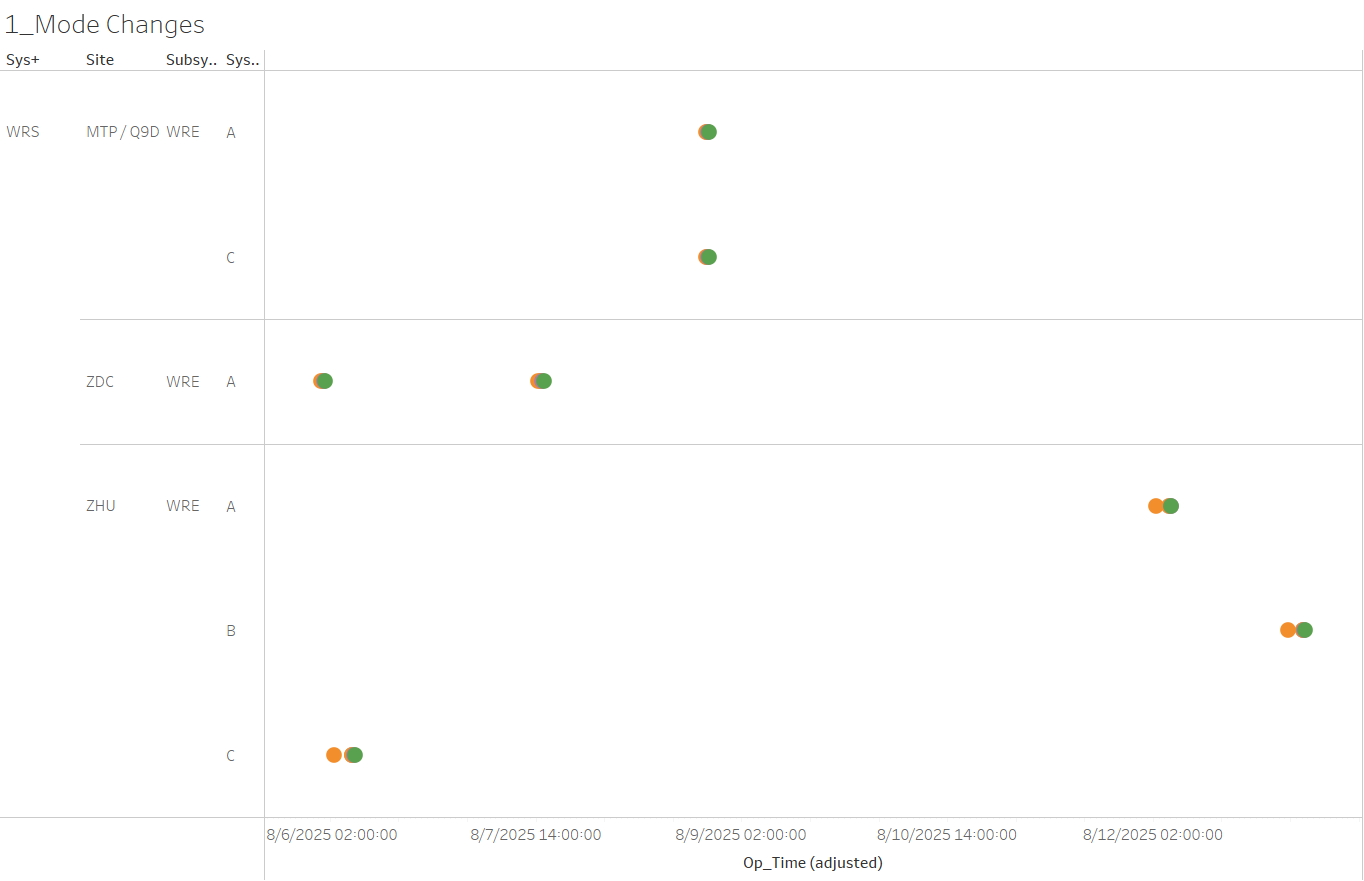 1_Mode Changes
Sys+ Site Subsy.. Sys..
WRS MTP / Q9D WRE A
C
ZDC WRE A
ZHU WRE A
B
C
8/6/2025 02:00:00 8/7/2025 14:00:00 8/9/2025 02:00:00 8/10/2025 14:00:00 8/12/2025 02:00:00
Op_Time (adjusted)